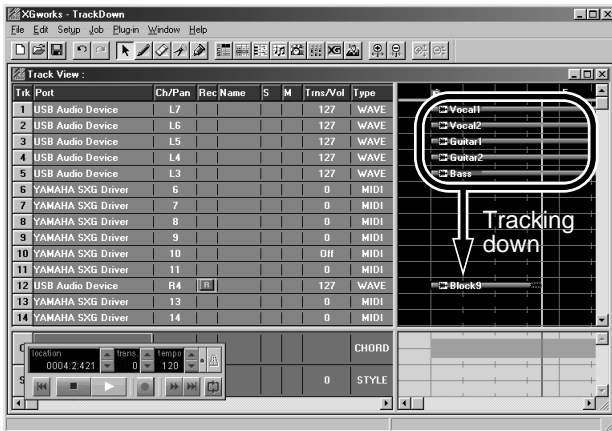 XGworks - TrackDown
File Edit Setup Job Plug-in Window Help
Track View :
Trk Port Ch/Pan Rec Name S M Trns/Vol Type
1 USB Audio Device L7 127 WAVE Vocal1
2 USB Audio Device L6 127 WAVE Vocal2
3 USB Audio Device L5 127 WAVE Guitar1
4 USB Audio Device L4 127 WAVE Guitar2
5 USB Audio Device L3 127 WAVE Bass
6 YAMAHA SXG Driver 6 0 MIDI
7 YAMAHA SXG Driver 7 0 MIDI
8 YAMAHA SXG Driver 8 0 MIDI
9 YAMAHA SXG Driver 9 0 MIDI
10 YAMAHA SXG Driver 10 Off MIDI
11 YAMAHA SXG Driver 11 0 MIDI
12 USB Audio Device R4 R 127 WAVE Block9
13 YAMAHA SXG Driver 13 0 MIDI
14 YAMAHA SXG Driver 14 0 MIDI
Tracking
down
C CHORD
location trans. tempo
0004:2:421 0 120
S 0 STYLE